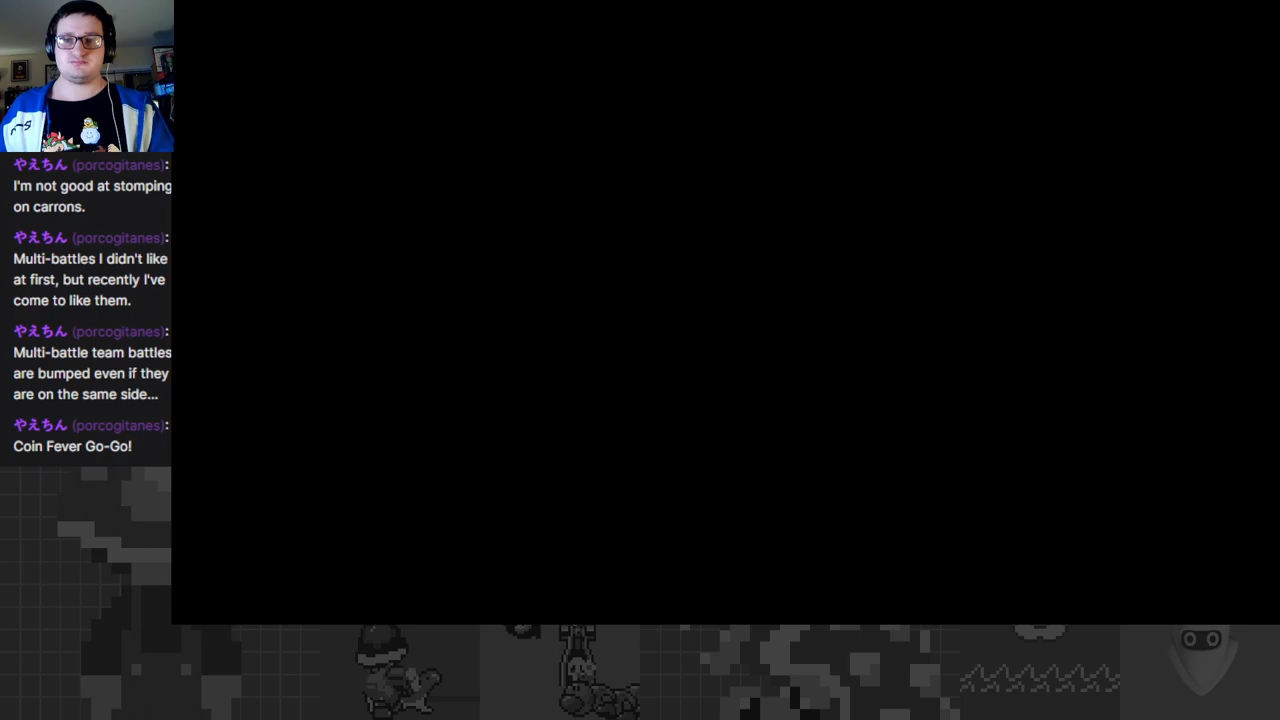 やえちん (porcogitanes):
I'm not good at stomping
on carrons.
やえちん (porcogitanes):
Multi-battles I didn't like
at first, but recently I've
come to like them.
やえちん (porcogitanes):
Multi-battle team battles
are bumped even if they
are on the same side...
やえちん (porcogitanes):
Coin Fever Go-Go!